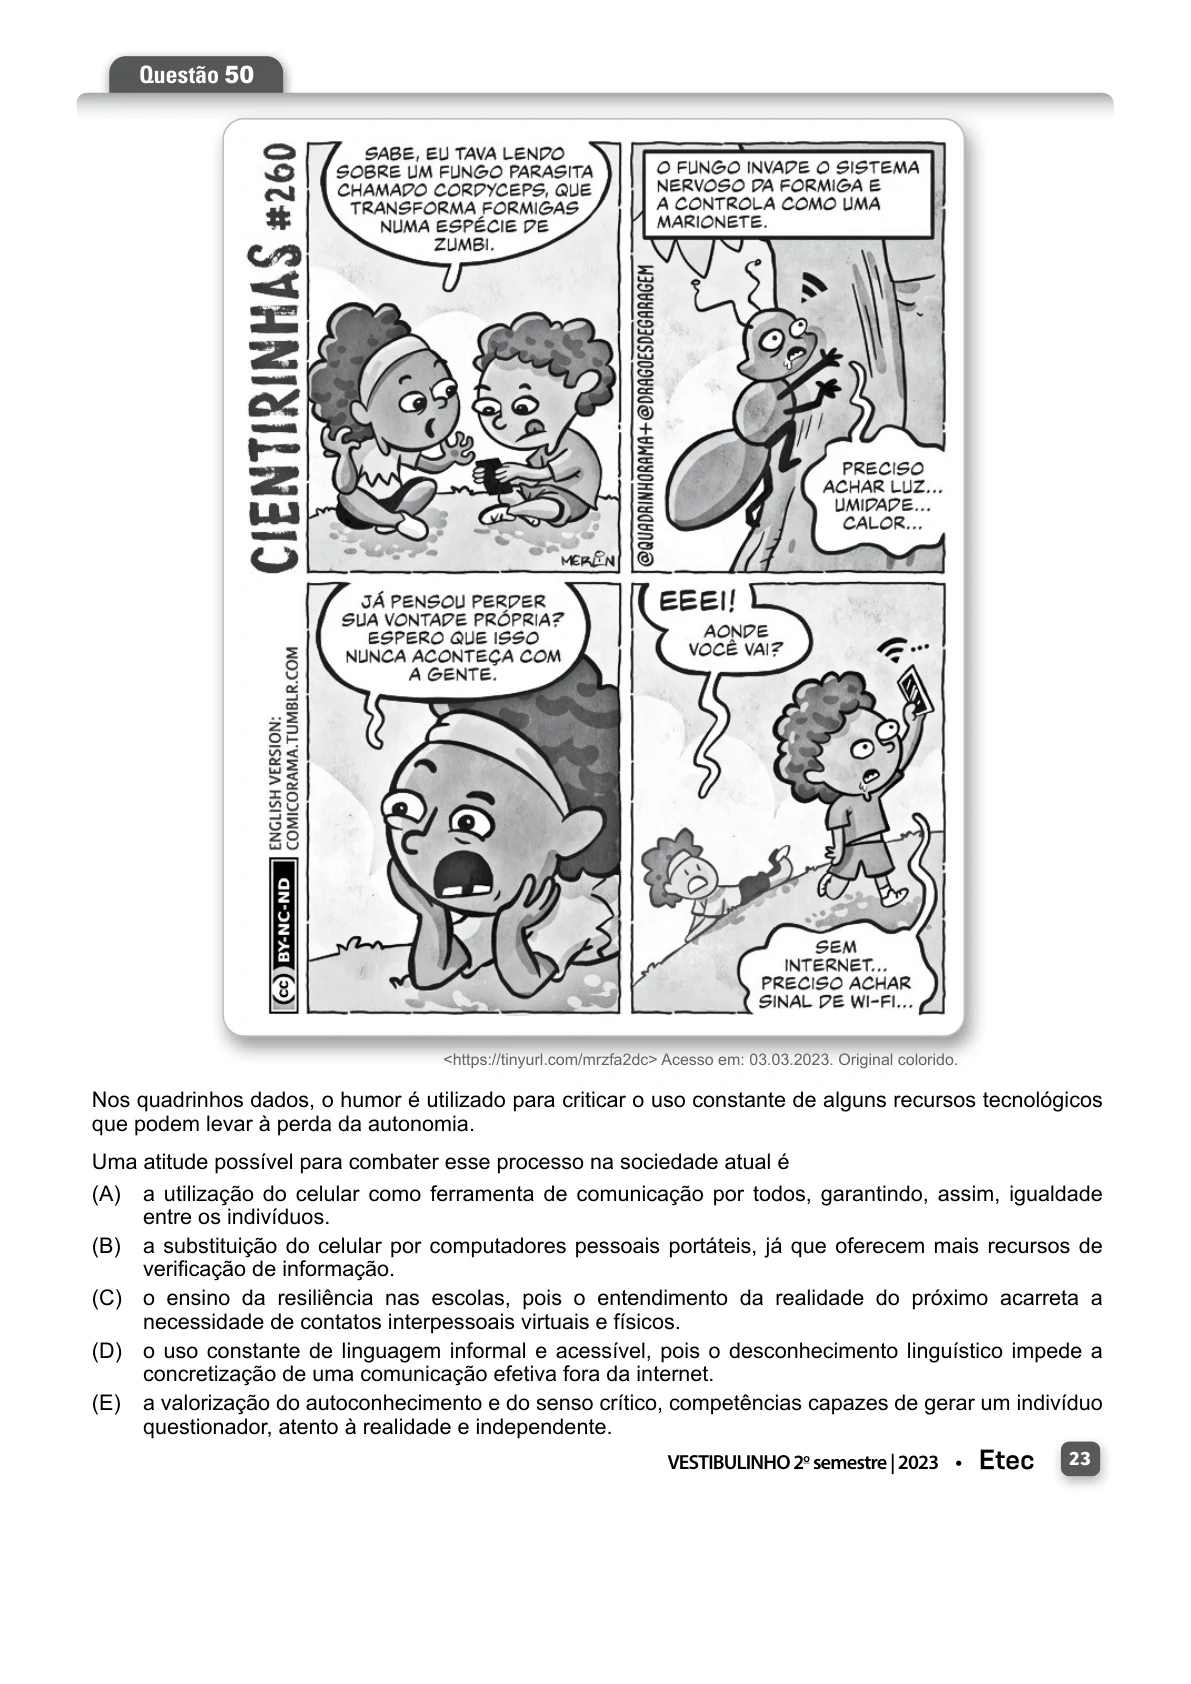 Questão 50
CIENTIRINHAS #260
SABE, EU TAVA LENDO
SOBRE UM FUNGO PARASITA
CHAMADO CORDYCEPS, QUE
TRANSFORMA FORMIGAS
NUMA ESPÉCIE DE
ZUMBI.
MERLIN
O FUNGO INVADE O SISTEMA
NERVOSO DA FORMIGA E
A CONTROLA COMO UMA
MARIONETE.
@QUADRINHORAMA+@DRAGOESDEGARAGEM
PRECISO
ACHAR LUZ...
UMIDADE...
CALOR...
ENGLISH VERSION:
COMICORAMA.TUMBLR.COM
cc BY-NC-ND
JÁ PENSOU PERDER
SUA VONTADE PRÓPRIA?
ESPERO QUE ISSO
NUNCA ACONTEÇA COM
A GENTE.
EEEI!
AONDE
VOCÊ VAI?
SEM
INTERNET...
PRECISO ACHAR
SINAL DE WI-FI...
<https://tinyurl.com/mrzfa2dc> Acesso em: 03.03.2023. Original colorido.
Nos quadrinhos dados, o humor é utilizado para criticar o uso constante de alguns recursos tecnológicos
que podem levar à perda da autonomia.
Uma atitude possível para combater esse processo na sociedade atual é
(A) a utilização do celular como ferramenta de comunicação por todos, garantindo, assim, igualdade
entre os indivíduos.
(B) a substituição do celular por computadores pessoais portáteis, já que oferecem mais recursos de
verificação de informação.
(C) o ensino da resiliência nas escolas, pois o entendimento da realidade do próximo acarreta a
necessidade de contatos interpessoais virtuais e físicos.
(D) o uso constante de linguagem informal e acessível, pois o desconhecimento linguístico impede a
concretização de uma comunicação efetiva fora da internet.
(E) a valorização do autoconhecimento e do senso crítico, competências capazes de gerar um indivíduo
questionador, atento à realidade e independente.
VESTIBULINHO 2º semestre | 2023 • Etec 23